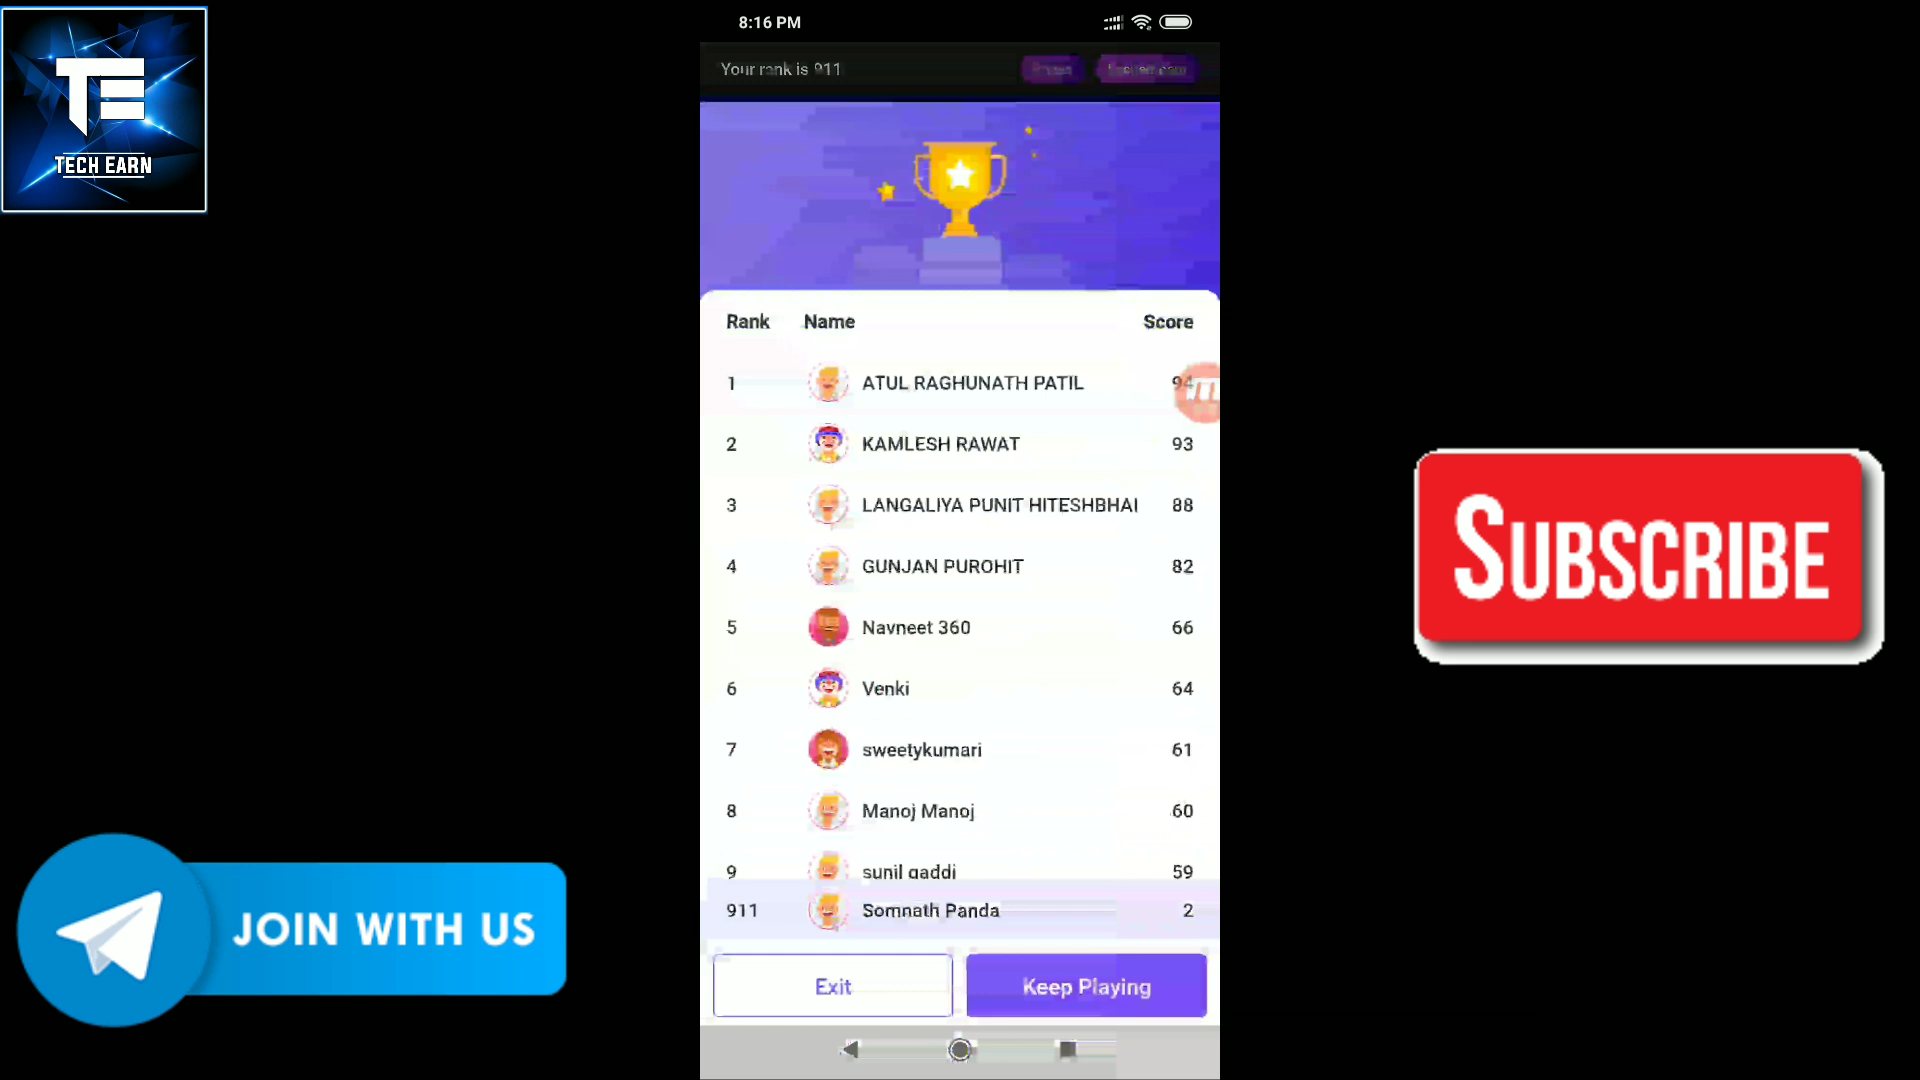 TE
TECH EARN
8:16 PM
Your rank is 911
Rank Name Score
1 ATUL RAGHUNATH PATIL 94
2 KAMLESH RAWAT 93
3 LANGALIYA PUNIT HITESHBHAI 88
4 GUNJAN PUROHIT 82
5 Navneet 360 66
6 Venki 64
7 sweetykumari 61
8 Manoj Manoj 60
9 sunil gaddi 59
911 Somnath Panda 2
Exit Keep Playing
SUBSCRIBE
JOIN WITH US